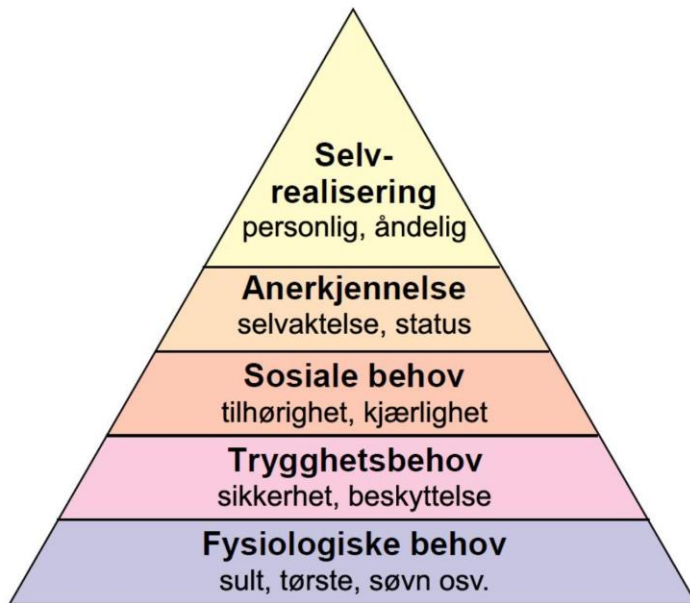 Selv-
realisering
personlig, åndelig
Anerkjennelse
selvaktelse, status
Sosiale behov
tilhørighet, kjærlighet
Trygghetsbehov
sikkerhet, beskyttelse
Fysiologiske behov
sult, tørste, søvn osv.